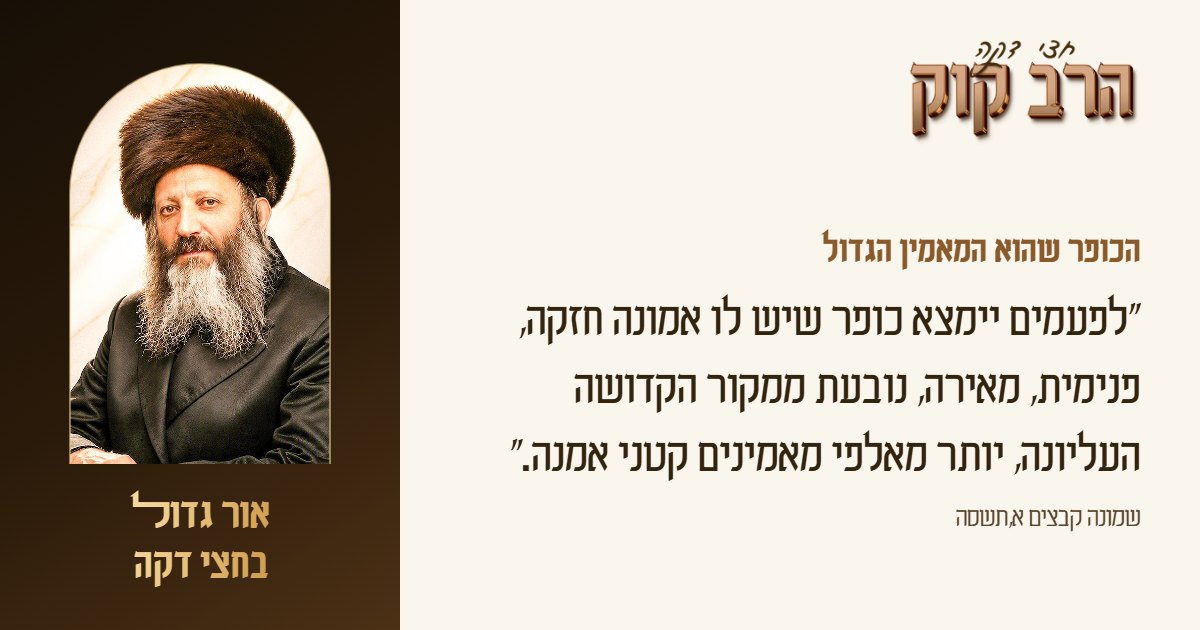 חצי דקה
הרב קוק
הכופר שהוא המאמין הגדול
"לפעמים יימצא כופר שיש לו אמונה חזקה,
פנימית, מאירה, נובעת ממקור הקדושה
העליונה, יותר מאלפי מאמינים קטני אמנה."
שמונה קבצים א,תשסה
אור גדול
בחצי דקה